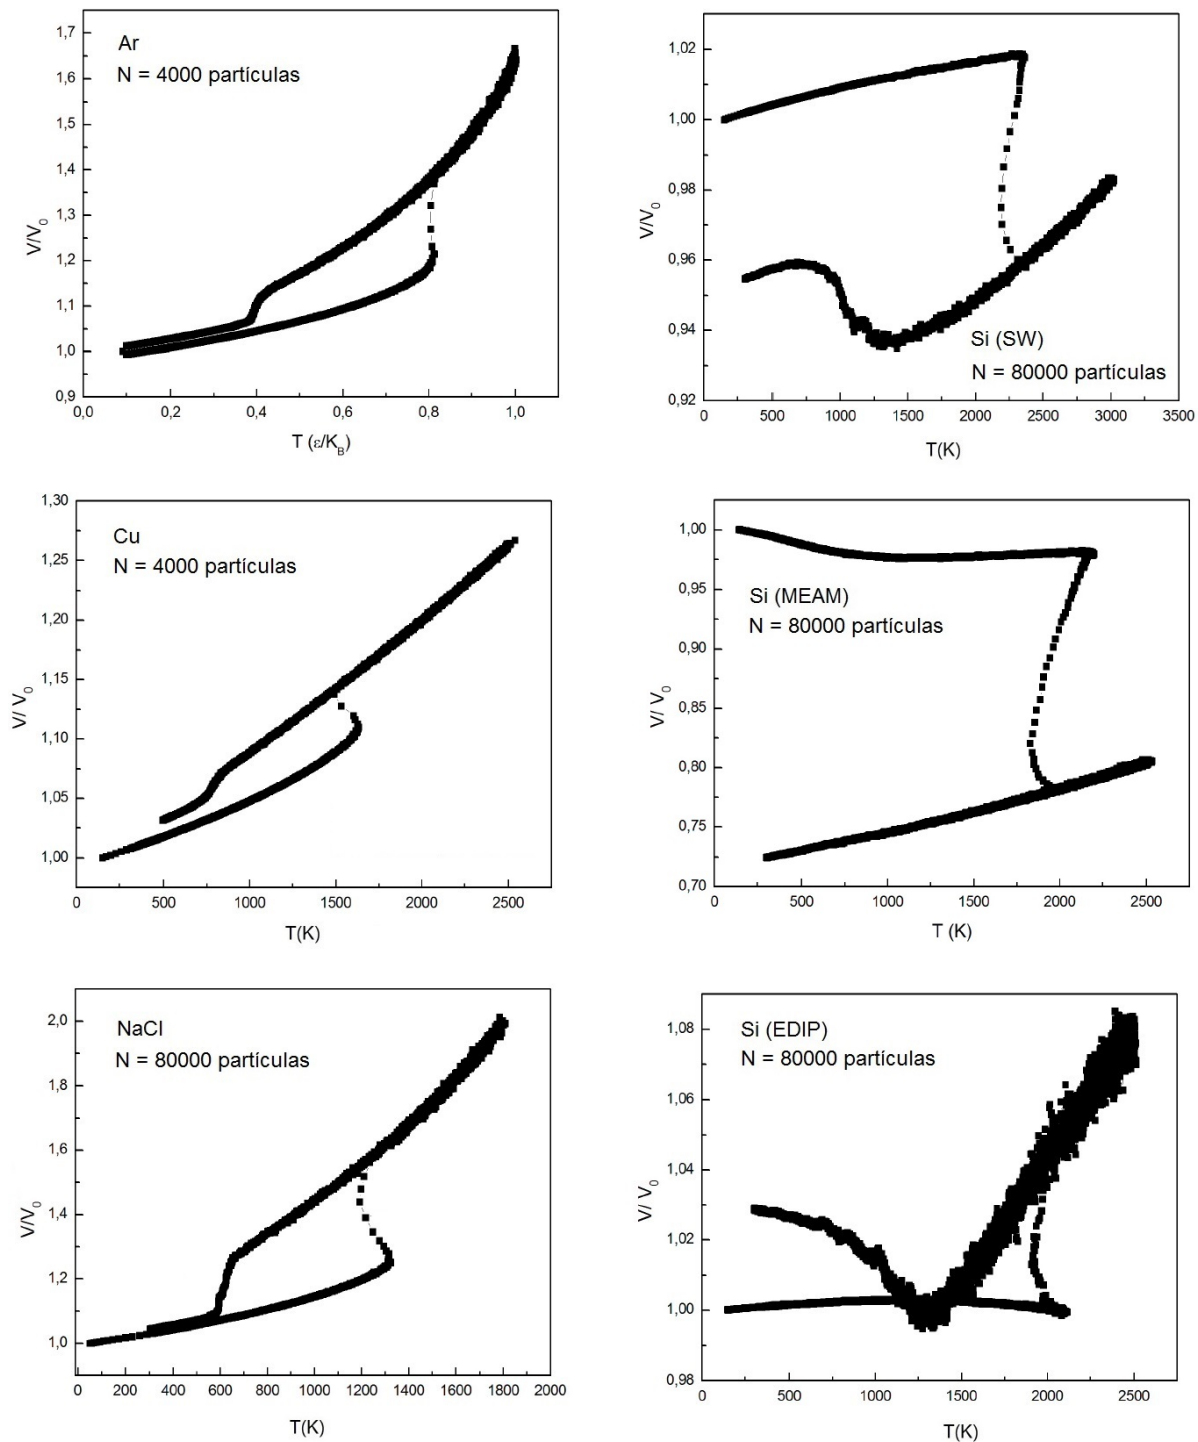 Ar
N = 4000 partículas
1,7
1,6
1,5
1,4
1,3
1,2
1,1
1,0
0,9
V/V0
0,0 0,2 0,4 0,6 0,8 1,0
T (ε/KB)
Si (SW)
N = 80000 partículas
1,02
1,00
0,98
0,96
0,94
0,92
V/V0
0 500 1000 1500 2000 2500 3000 3500
T(K)
Cu
N = 4000 partículas
1,30
1,25
1,20
1,15
1,10
1,05
1,00
V/ V0
500 1000 1500 2000 2500
T(K)
Si (MEAM)
N = 80000 partículas
1,00
0,95
0,90
0,85
0,80
0,75
0,70
V/ V0
0 500 1000 1500 2000 2500
T (K)
NaCl
N = 80000 partículas
2,0
1,8
1,6
1,4
1,2
1,0
V/V0
0 200 400 600 800 1000 1200 1400 1600 1800 2000
T(K)
Si (EDIP)
N = 80000 partículas
1,08
1,06
1,04
1,02
1,00
0,98
V/ V0
0 500 1000 1500 2000 2500
T(K)